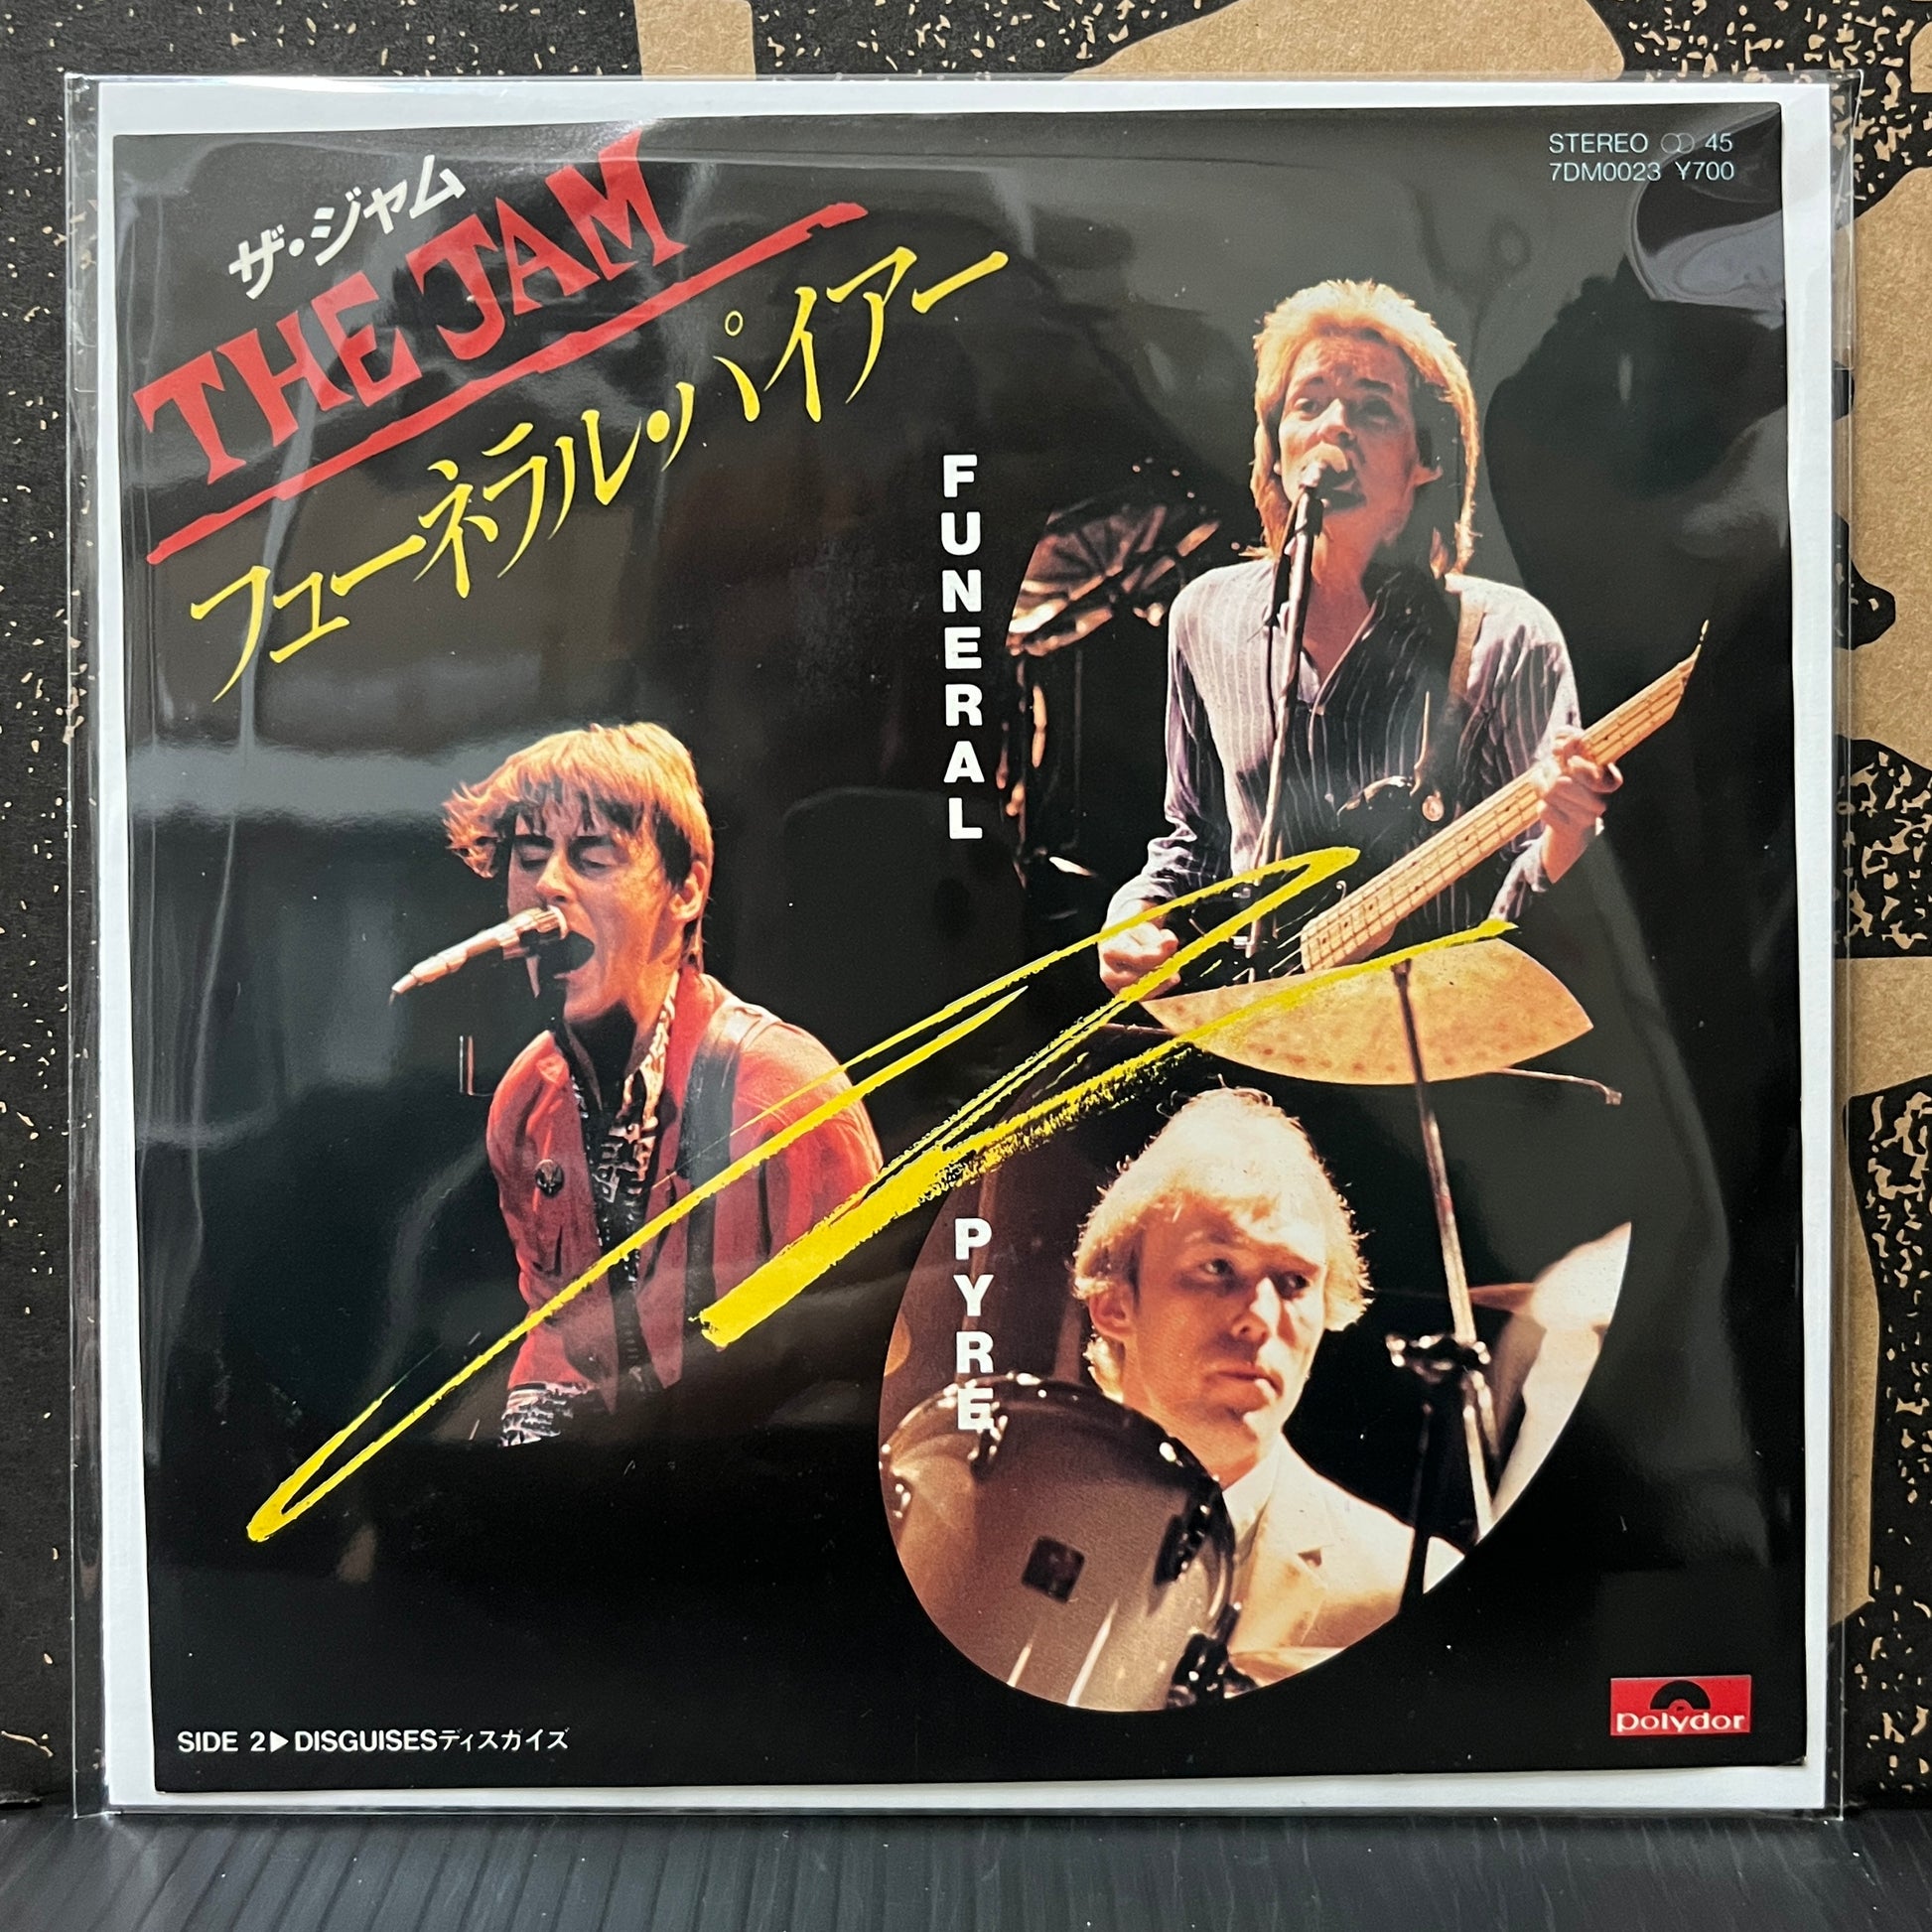 ザ・ジャム
THE JAM
フューネラル・パイアー
STEREO 45
7DM0023 ¥700
FUNERAL
PYRE
SIDE 2▶DISGUISESディスガイズ
polydor